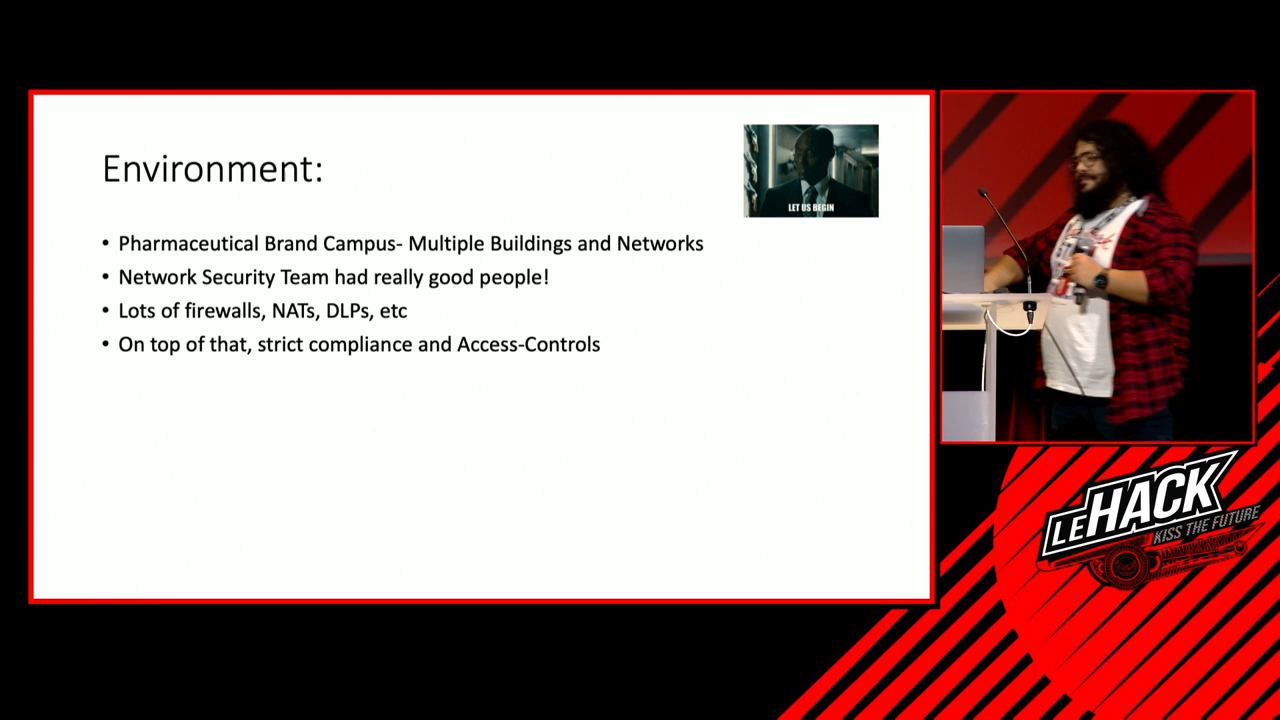 Environment:
LET US BEGIN
• Pharmaceutical Brand Campus- Multiple Buildings and Networks
• Network Security Team had really good people!
• Lots of firewalls, NATs, DLPs, etc
• On top of that, strict compliance and Access-Controls
LEHACK
KISS THE FUTURE